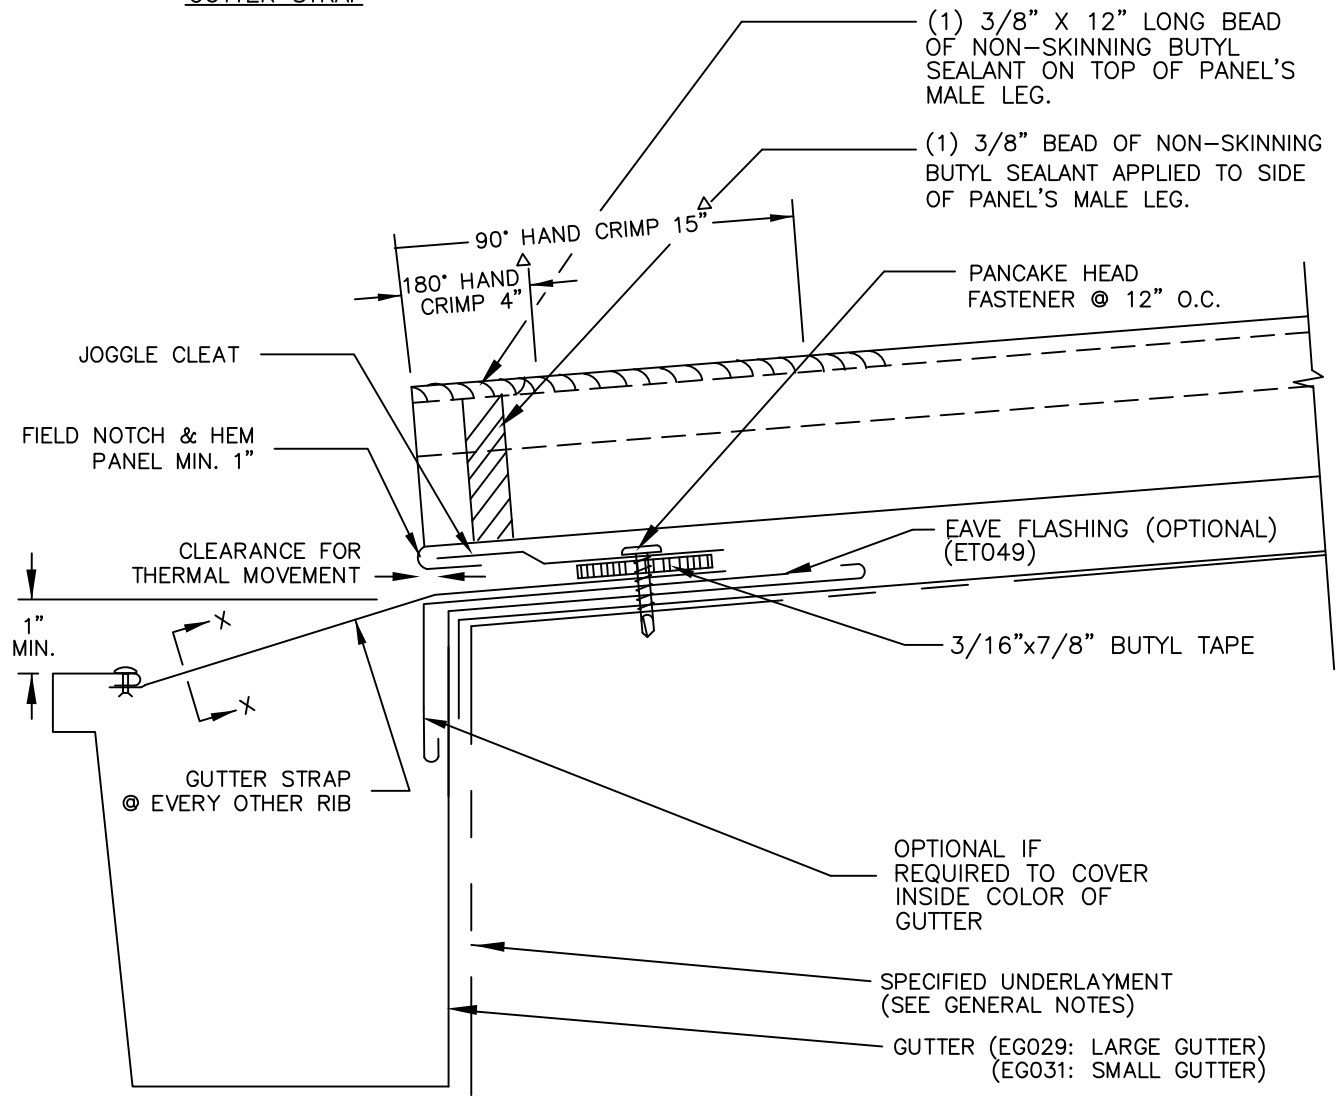 GUTTER STRAP
(1) 3/8" X 12" LONG BEAD
OF NON-SKINNING BUTYL
SEALANT ON TOP OF PANEL'S
MALE LEG.
(1) 3/8" BEAD OF NON-SKINNING
BUTYL SEALANT APPLIED TO SIDE
OF PANEL'S MALE LEG.
90° HAND CRIMP 15"
180° HAND
CRIMP 4"
PANCAKE HEAD
FASTENER @ 12" O.C.
JOGGLE CLEAT
FIELD NOTCH & HEM
PANEL MIN. 1"
EAVE FLASHING (OPTIONAL)
(ET049)
CLEARANCE FOR
THERMAL MOVEMENT
1"
MIN.
X
X
3/16"x7/8" BUTYL TAPE
GUTTER STRAP
@ EVERY OTHER RIB
OPTIONAL IF
REQUIRED TO COVER
INSIDE COLOR OF
GUTTER
SPECIFIED UNDERLAYMENT
(SEE GENERAL NOTES)
GUTTER (EG029: LARGE GUTTER)
(EG031: SMALL GUTTER)